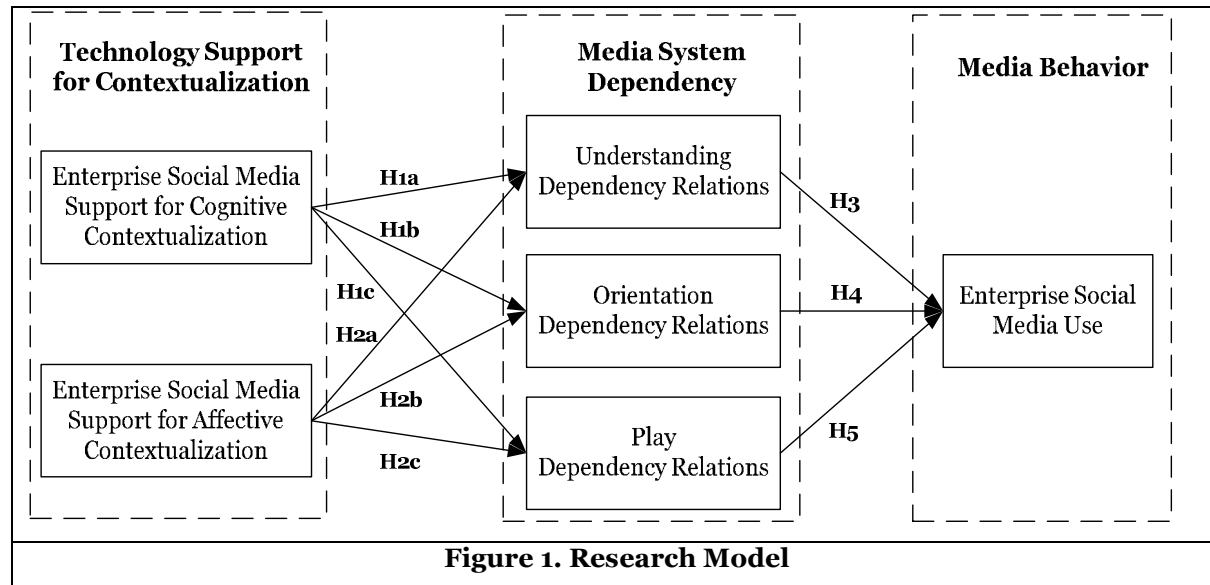 Technology Support
for Contextualization
Enterprise Social Media
Support for Cognitive
Contextualization
Enterprise Social Media
Support for Affective
Contextualization
H1a
H1b
H1c
H2a
H2b
H2c
Media System
Dependency
Understanding
Dependency Relations
Orientation
Dependency Relations
Play
Dependency Relations
H3
H4
H5
Media Behavior
Enterprise Social
Media Use
Figure 1. Research Model